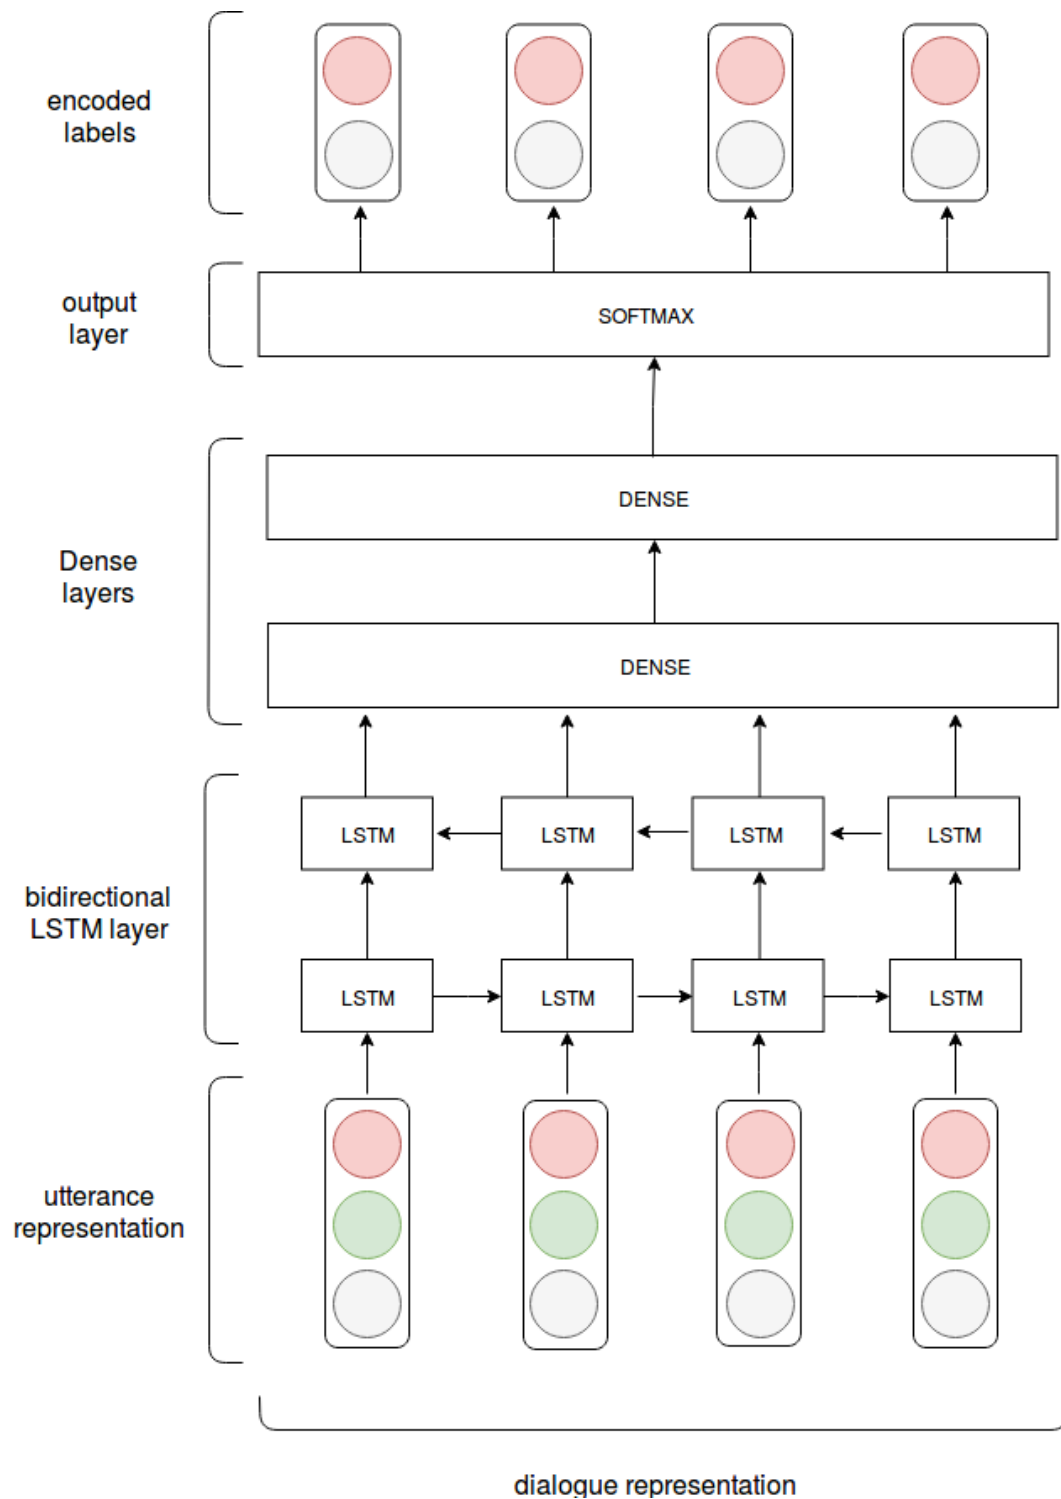 encoded
labels
output
layer
SOFTMAX
Dense
layers
DENSE
DENSE
bidirectional
LSTM layer
LSTM LSTM LSTM LSTM
LSTM LSTM LSTM LSTM
utterance
representation
dialogue representation